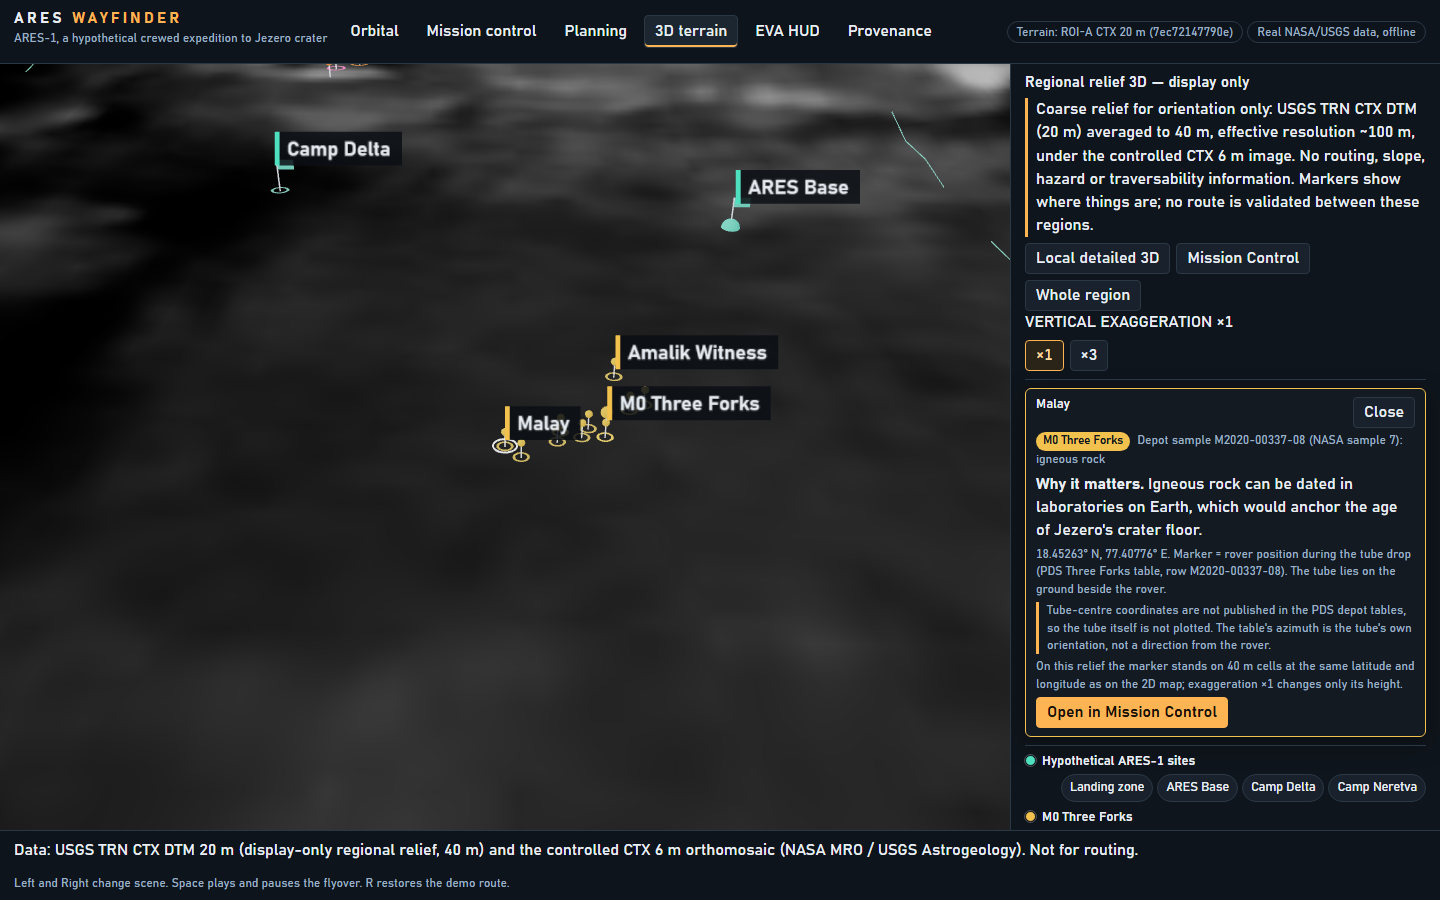 ARES WAYFINDER
ARES-1, a hypothetical crewed expedition to Jezero crater
Orbital Mission control Planning 3D terrain EVA HUD Provenance
Terrain: ROI-A CTX 20 m (7ec72147790e) Real NASA/USGS data, offline
Camp Delta
ARES Base
Amalik Witness
M0 Three Forks
Malay
Regional relief 3D — display only
Coarse relief for orientation only: USGS TRN CTX DTM
(20 m) averaged to 40 m, effective resolution ~100 m,
under the controlled CTX 6 m image. No routing, slope,
hazard or traversability information. Markers show
where things are; no route is validated between these
regions.
Local detailed 3D Mission Control
Whole region
VERTICAL EXAGGERATION ×1
×1 ×3
Malay
Close
M0 Three Forks Depot sample M2020-00337-08 (NASA sample 7):
igneous rock
Why it matters. Igneous rock can be dated in
laboratories on Earth, which would anchor the age
of Jezero's crater floor.
18.45263° N, 77.40776° E. Marker = rover position during the tube drop
(PDS Three Forks table, row M2020-00337-08). The tube lies on the
ground beside the rover.
Tube-centre coordinates are not published in the PDS depot tables,
so the tube itself is not plotted. The table's azimuth is the tube's own
orientation, not a direction from the rover.
On this relief the marker stands on 40 m cells at the same latitude and
longitude as on the 2D map; exaggeration ×1 changes only its height.
Open in Mission Control
Hypothetical ARES-1 sites
Landing zone ARES Base Camp Delta Camp Neretva
M0 Three Forks
Data: USGS TRN CTX DTM 20 m (display-only regional relief, 40 m) and the controlled CTX 6 m orthomosaic (NASA MRO / USGS Astrogeology). Not for routing.
Left and Right change scene. Space plays and pauses the flyover. R restores the demo route.